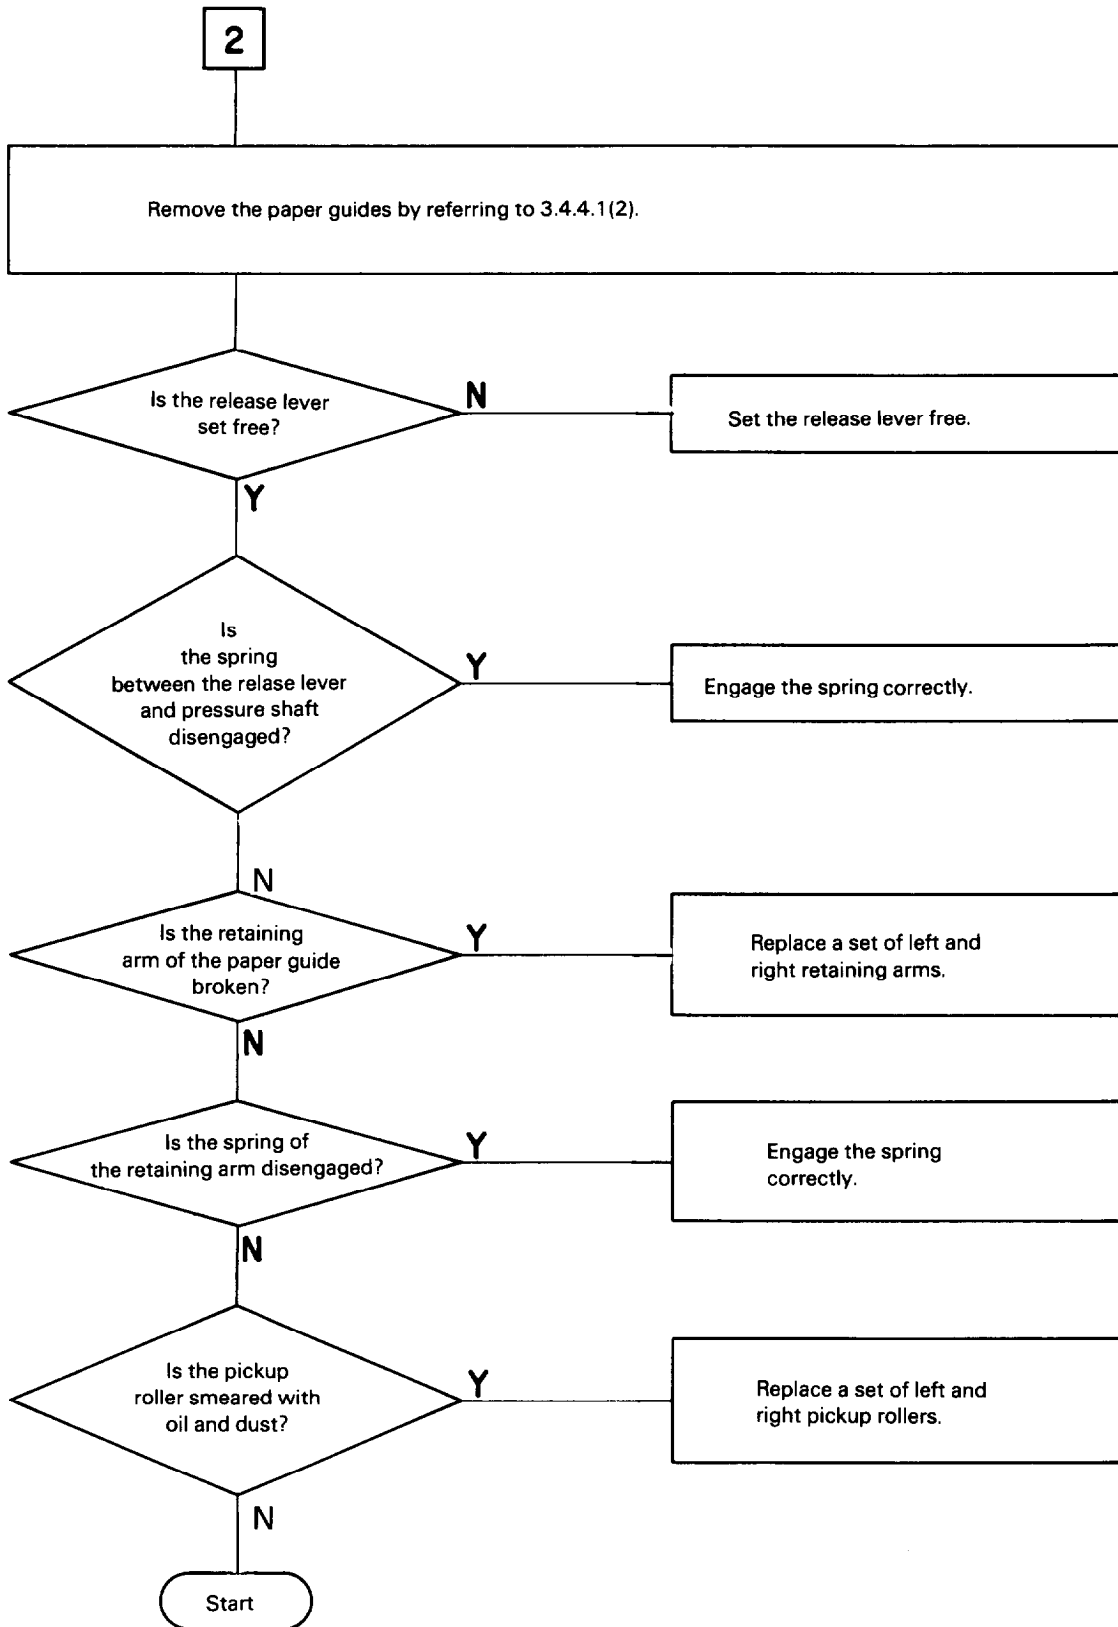 2
Remove the paper guides by referring to 3.4.4.1(2).
Is the release lever
set free?
N
Set the release lever free.
Y
Is
the spring
between the relase lever
and pressure shaft
disengaged?
Y
Engage the spring correctly.
N
Is the retaining
arm of the paper guide
broken?
Y
Replace a set of left and
right retaining arms.
N
Is the spring of
the retaining arm disengaged?
Y
Engage the spring
correctly.
N
Is the pickup
roller smeared with
oil and dust?
Y
Replace a set of left and
right pickup rollers.
N
Start